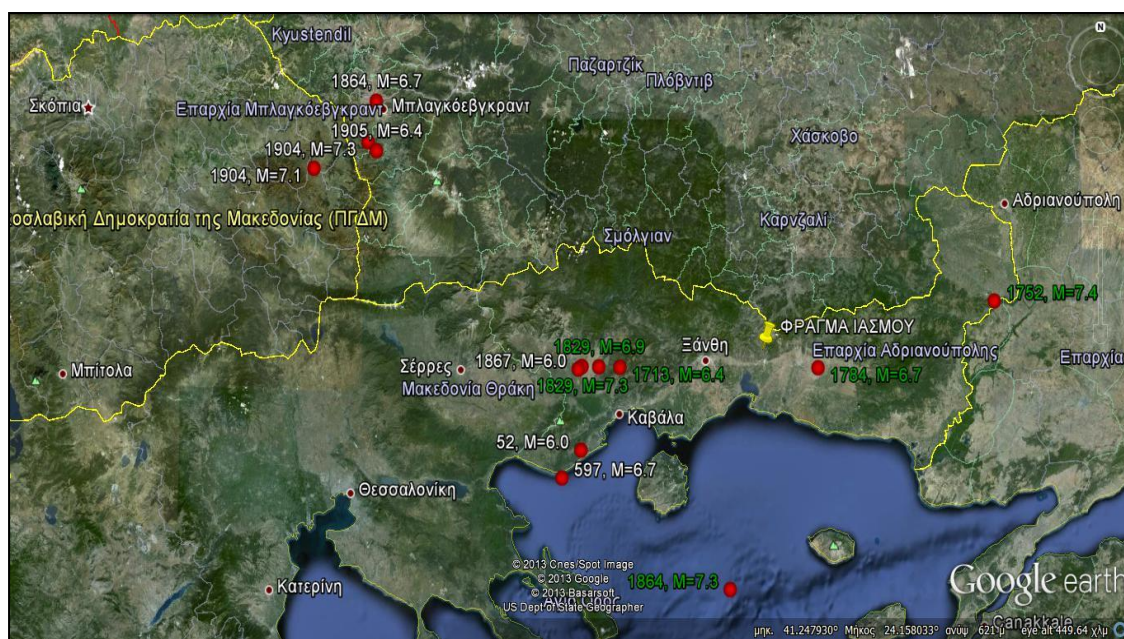 N
Kyustendil
Παζαρτζίκ
Πλόβντιβ
1864, M=6.7
Σκόπια
Επαρχία Μπλαγκόεβγκραντ
Μπλαγκόεβγκραντ
1905, M=6.4
Χάσκοβο
1904, M=7.3
1904, M=7.1
Αδριανούπολη
οσλαβική Δημοκρατία της Μακεδονίας (ΠΓΔΜ)
Καρντζαλί
Σμόλγιαν
1752, M=7.4
ΦΡΑΓΜΑ ΙΑΣΜΟΥ
1829, M=6.9
Ξάνθη
Επαρχία Αδριανούπολης
Επαρχία
1867, M=6.0
Σέρρες
Μπίτολα
1713, M=6.4
1784, M=6.7
Μακεδονία Θράκη
1829, M=7.3
Καβάλα
52, M=6.0
597, M=6.7
Θεσσαλονίκη
© 2013 Cnes/Spot Image
© 2013 Google
© 2013 Basarsoft
US Dept of State Geographer
1864, M=7.3
Κατερίνη
Άγιο Όρος
Google earth
Canakkale
μηκ. 41.247930° Μήκος 24.158033° ανύψ 621 μ eye alt 449.64 χλμ